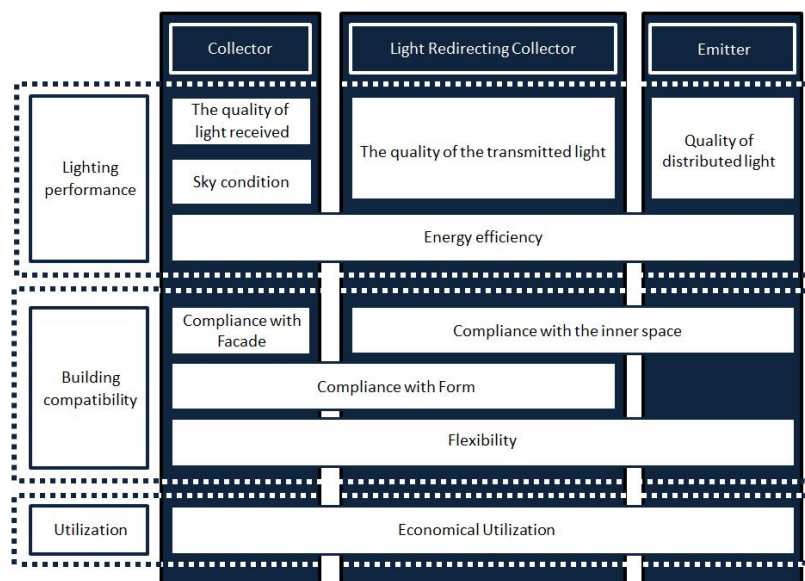 Collector
Light Redirecting Collector
Emitter
Lighting
performance
The quality of
light received
Sky condition
The quality of the transmitted light
Quality of
distributed light
Energy efficiency
Building
compatibility
Compliance with
Facade
Compliance with the inner space
Compliance with Form
Flexibility
Utilization
Economical Utilization